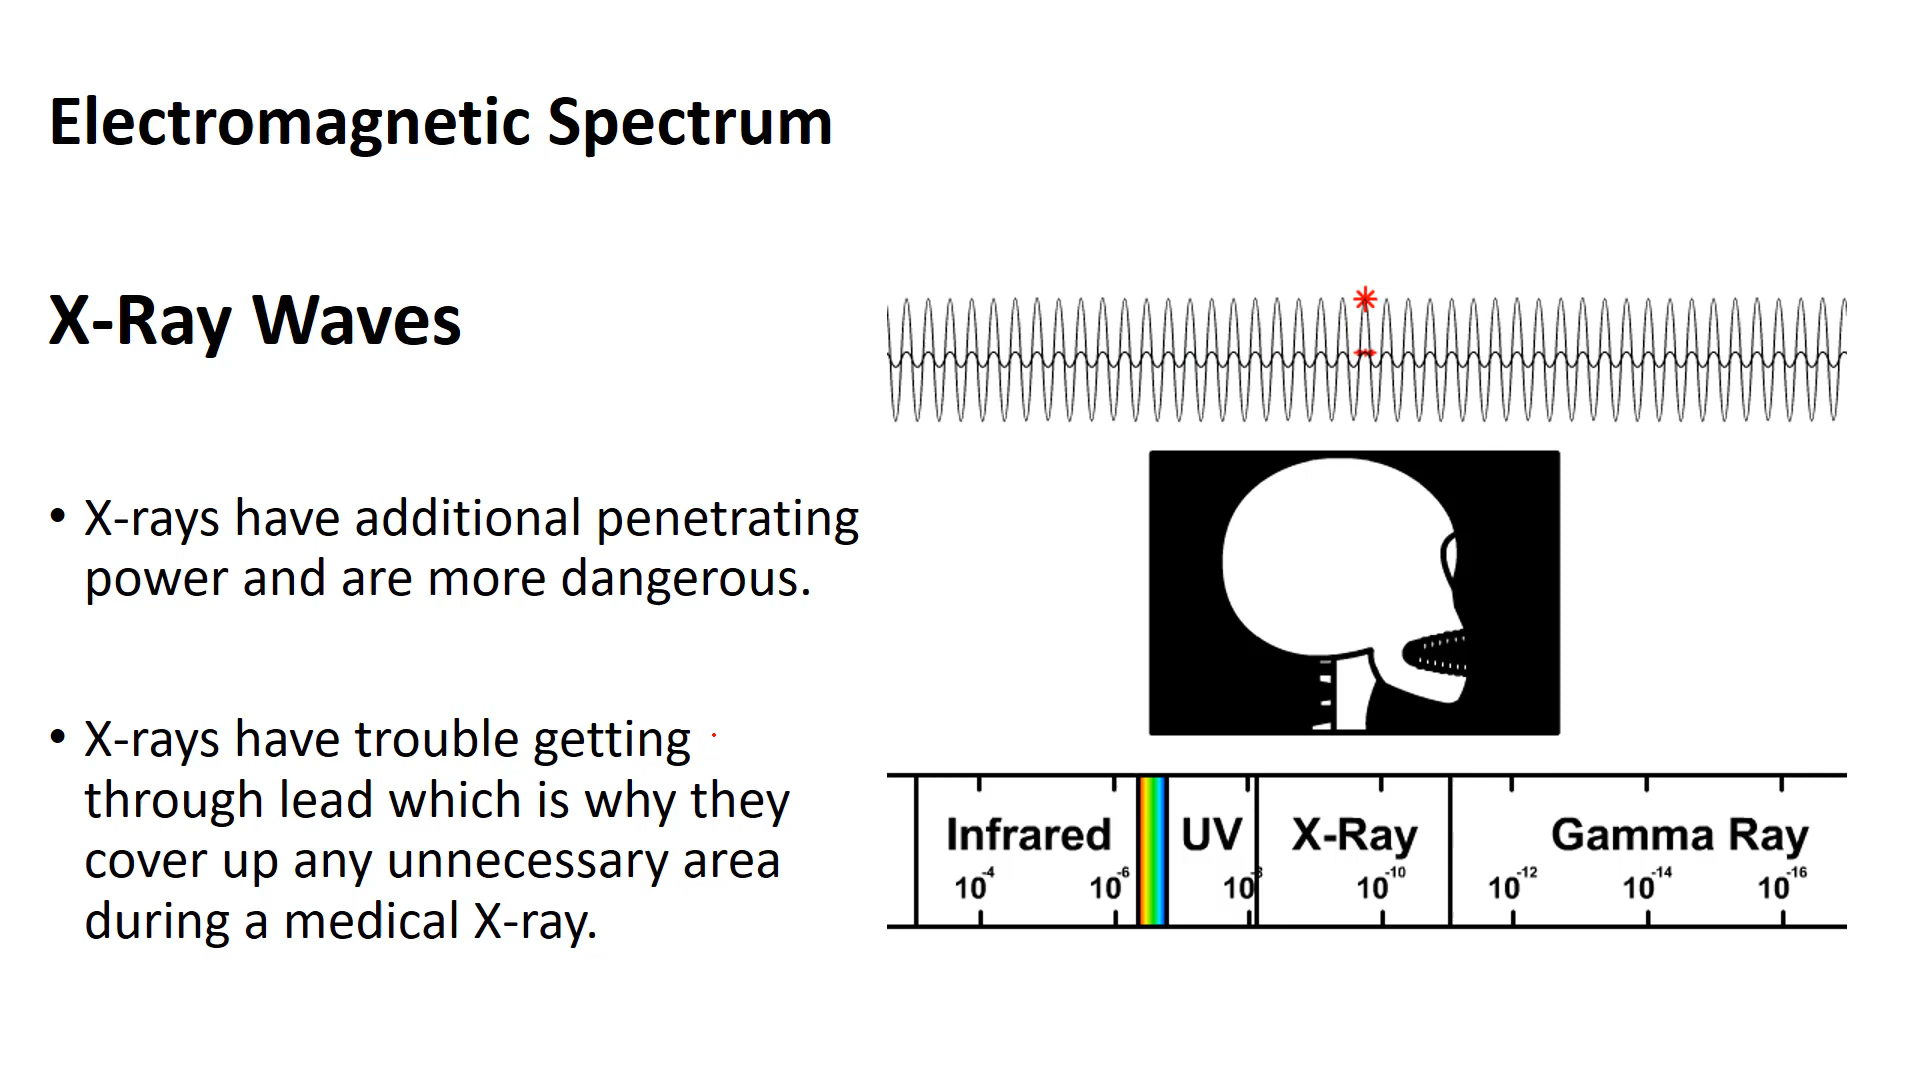 Electromagnetic Spectrum
X-Ray Waves
• X-rays have additional penetrating
power and are more dangerous.
• X-rays have trouble getting
through lead which is why they
cover up any unnecessary area
during a medical X-ray.
Infrared UV X-Ray Gamma Ray
10⁻⁴ 10⁻⁶ 10⁻⁸ 10⁻¹⁰ 10⁻¹² 10⁻¹⁴ 10⁻¹⁶